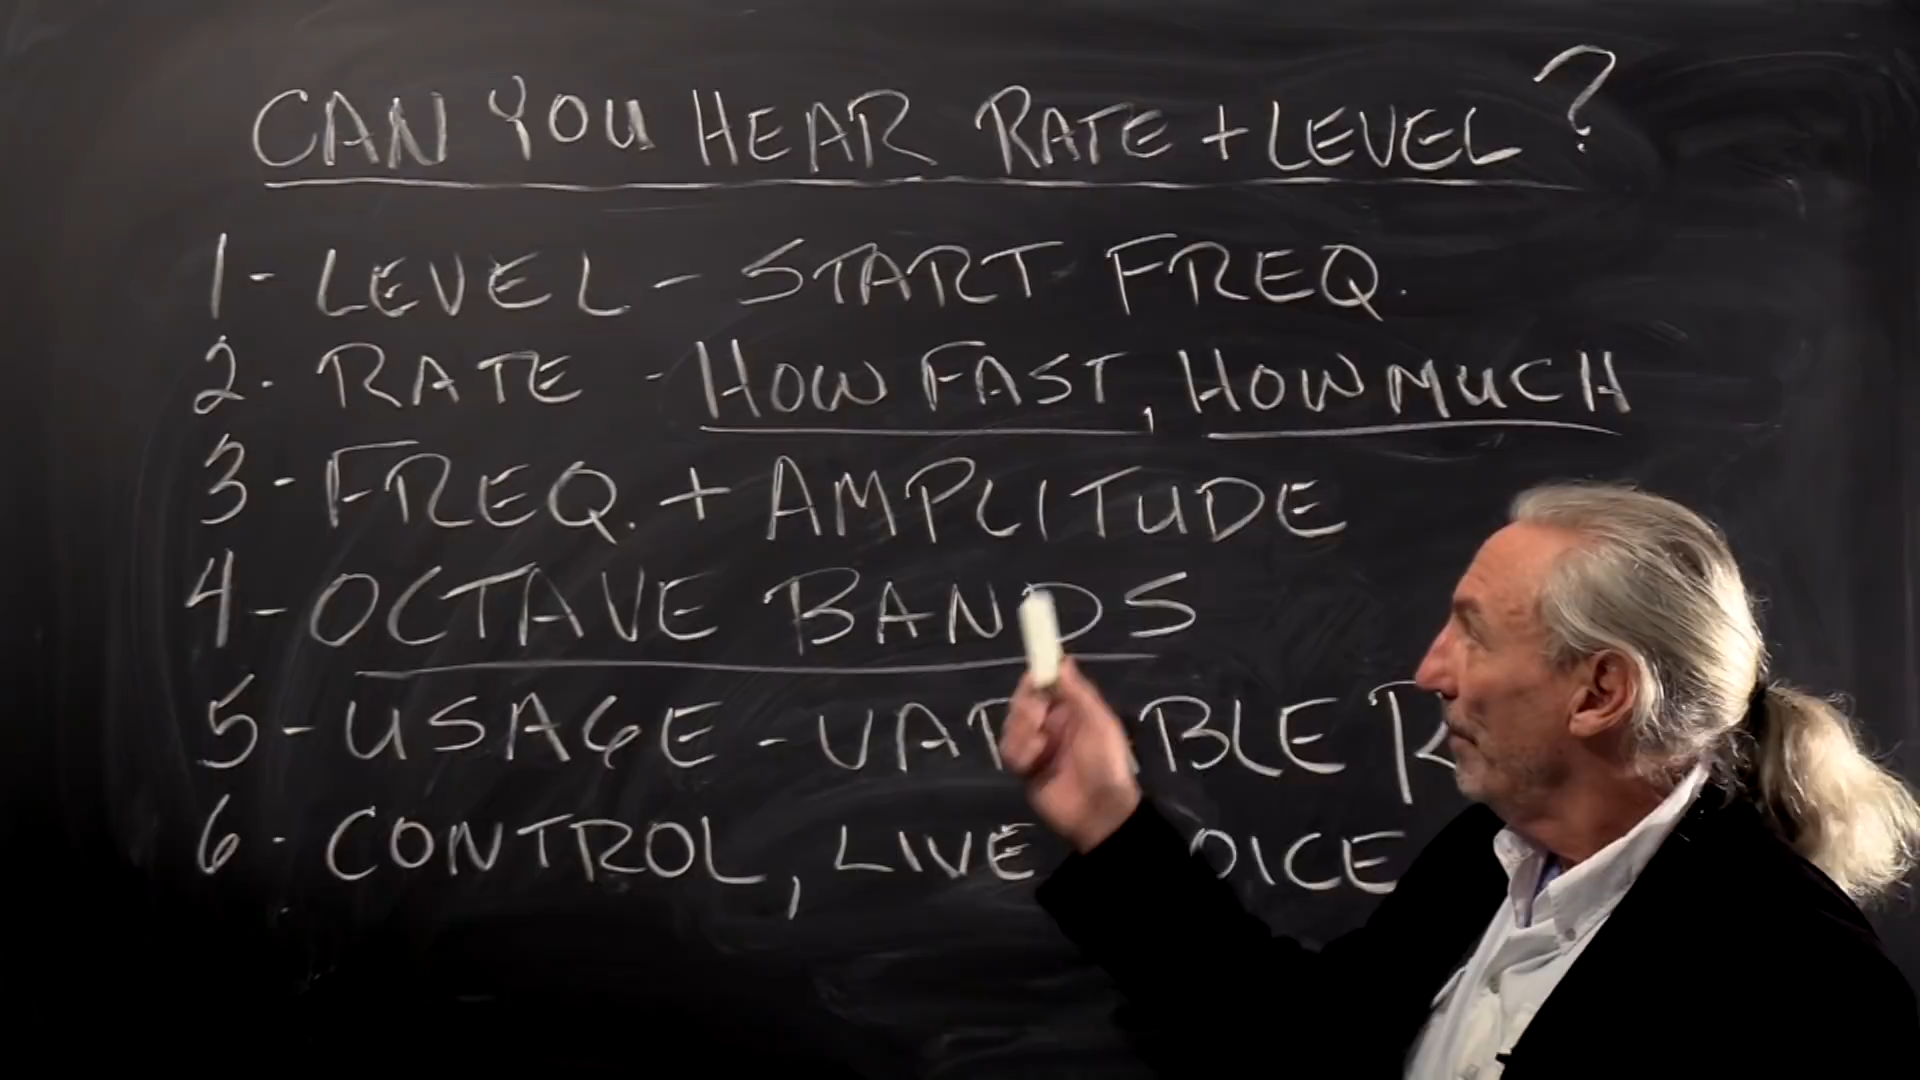 CAN YOU HEAR RATE + LEVEL?
1- LEVEL - START FREQ.
2. RATE - HOW FAST, HOW MUCH
3- FREQ. + AMPLITUDE
4- OCTAVE BANDS
5- USAGE -
6- CONTROL, LIVE